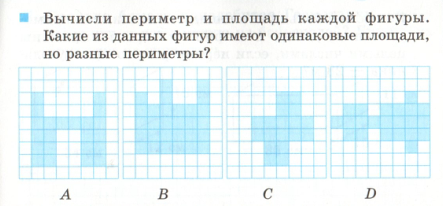 Вычисли периметр и площадь каждой фигуры.
Какие из данных фигур имеют одинаковые площади,
но разные периметры?
A B C D